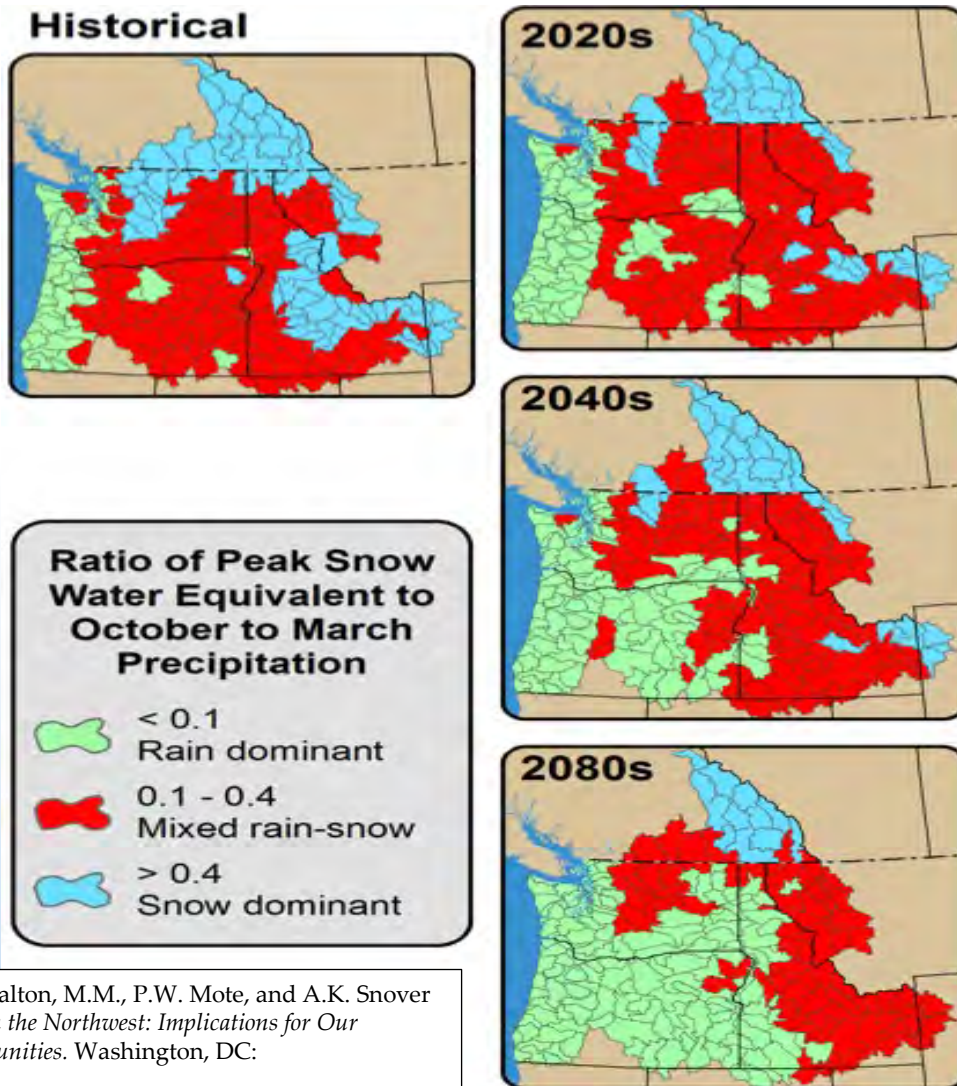 Historical
2020s
2040s
2080s
Ratio of Peak Snow
Water Equivalent to
October to March
Precipitation
< 0.1
Rain dominant
0.1 - 0.4
Mixed rain-snow
> 0.4
Snow dominant
alton, M.M., P.W. Mote, and A.K. Snover
the Northwest: Implications for Our
unities. Washington, DC: